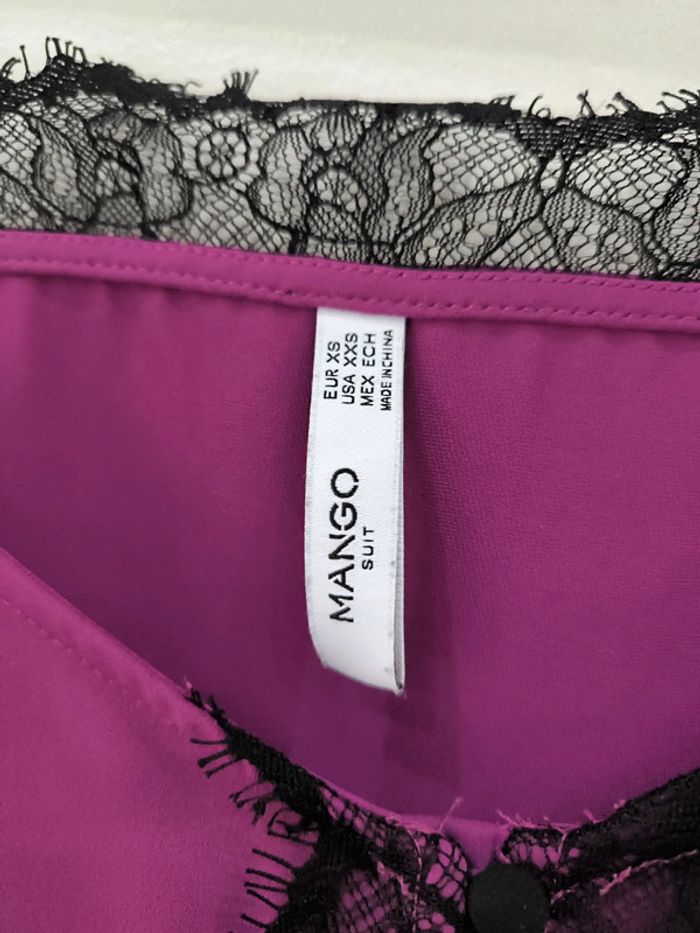 EUR XS
USA XXS
MEX ECH
MADE IN CHINA
MANGO
SUIT